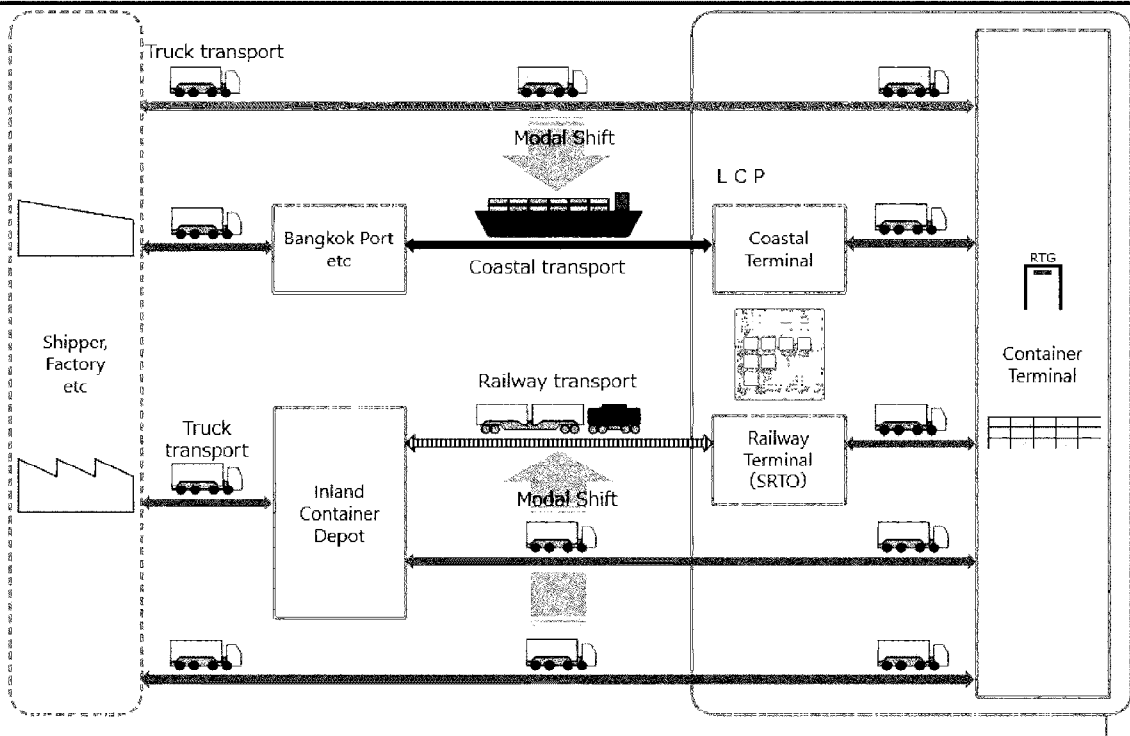 Truck transport
Modal Shift
L C P
Bangkok Port
etc
Coastal transport
Coastal
Terminal
RTG
Shipper,
Factory
etc
Container
Terminal
Railway transport
Truck
transport
Railway
Terminal
(SRTO)
Inland
Container
Depot
Modal Shift